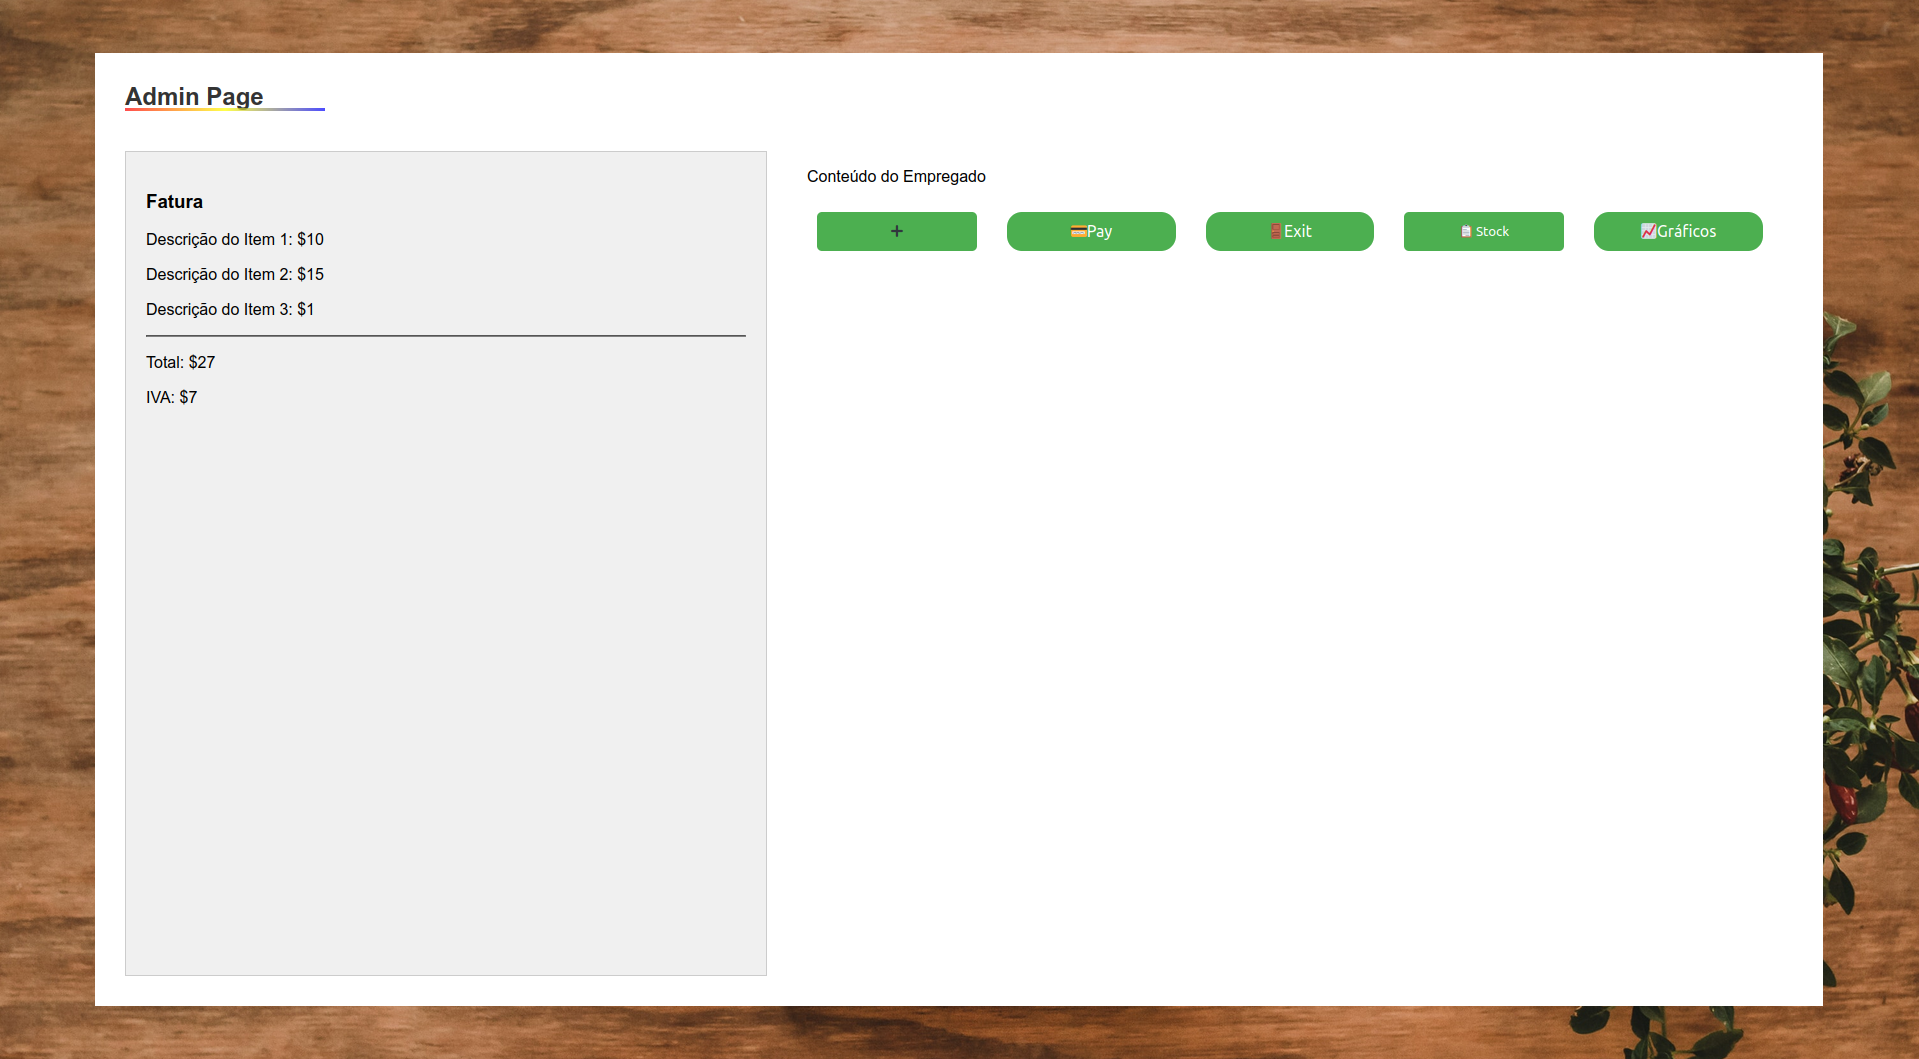 Admin Page
Fatura
Descrição do Item 1: $10
Descrição do Item 2: $15
Descrição do Item 3: $1
Total: $27
IVA: $7
Conteúdo do Empregado
➕
💳Pay
🚪Exit
📋 Stock
📈Gráficos